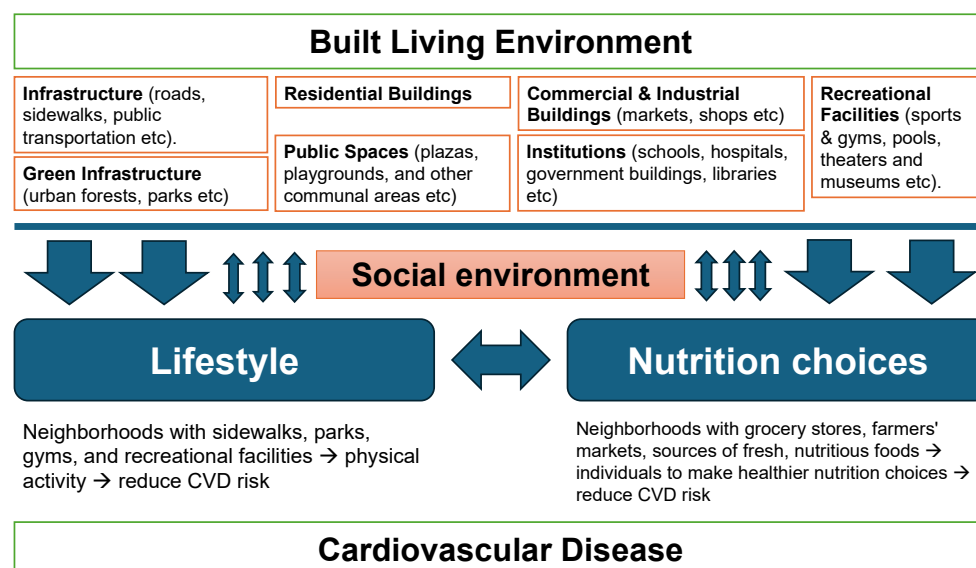 Built Living Environment
Infrastructure (roads,
sidewalks, public
transportation etc).
Green Infrastructure
(urban forests, parks etc)
Residential Buildings
Public Spaces (plazas,
playgrounds, and other
communal areas etc)
Commercial & Industrial
Buildings (markets, shops etc)
Institutions (schools, hospitals,
government buildings, libraries
etc)
Recreational
Facilities (sports
& gyms, pools,
theaters and
museums etc).
Social environment
Lifestyle
Nutrition choices
Neighborhoods with sidewalks, parks,
gyms, and recreational facilities → physical
activity → reduce CVD risk
Neighborhoods with grocery stores, farmers'
markets, sources of fresh, nutritious foods →
individuals to make healthier nutrition choices →
reduce CVD risk
Cardiovascular Disease